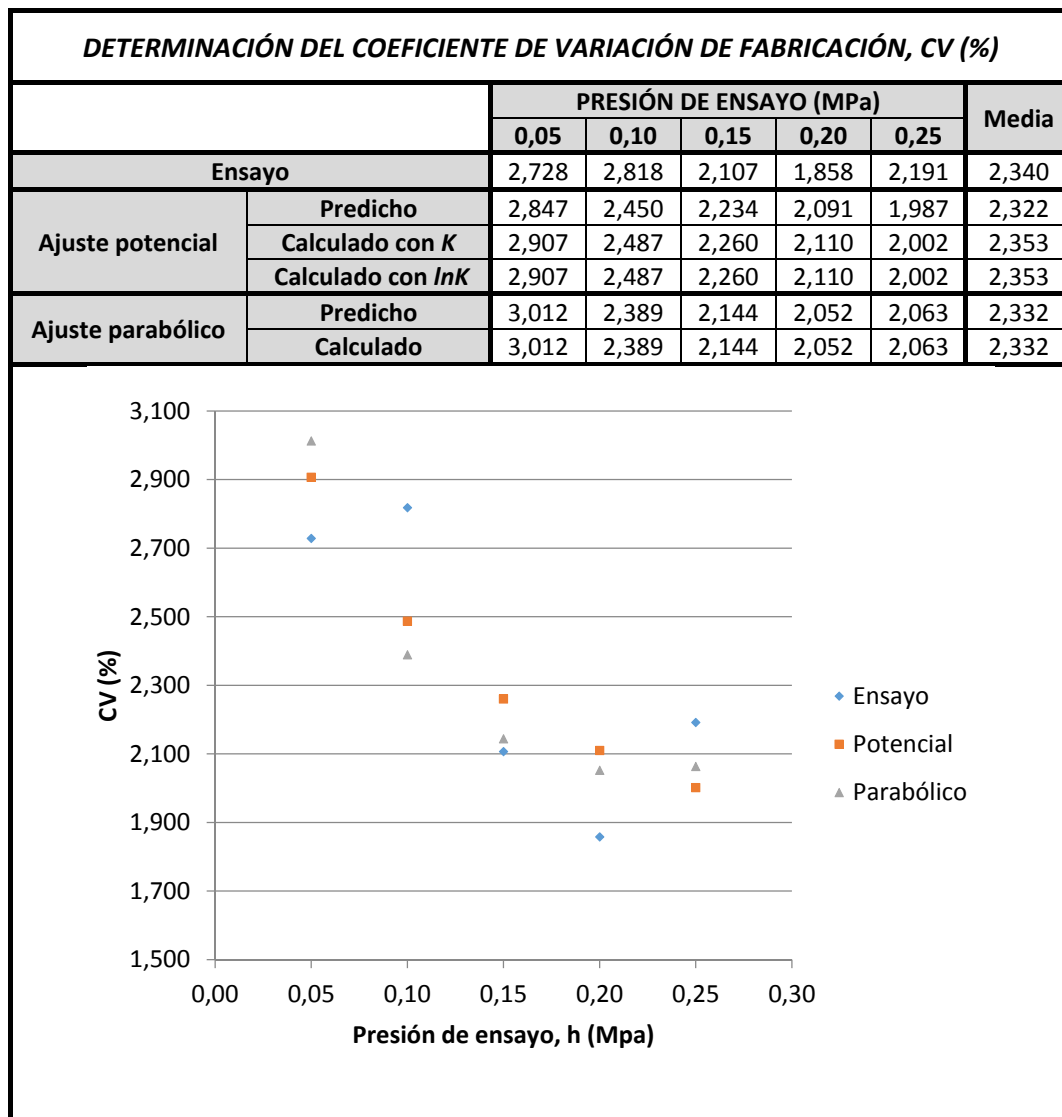 DETERMINACIÓN DEL COEFICIENTE DE VARIACIÓN DE FABRICACIÓN, CV (%)
PRESIÓN DE ENSAYO (MPa) Media
0,05 0,10 0,15 0,20 0,25
Ensayo 2,728 2,818 2,107 1,858 2,191 2,340
Ajuste potencial Predicho 2,847 2,450 2,234 2,091 1,987 2,322
Calculado con K 2,907 2,487 2,260 2,110 2,002 2,353
Calculado con lnK 2,907 2,487 2,260 2,110 2,002 2,353
Ajuste parabólico Predicho 3,012 2,389 2,144 2,052 2,063 2,332
Calculado 3,012 2,389 2,144 2,052 2,063 2,332
3,100
2,900
2,700
2,500
2,300
2,100
1,900
1,700
1,500
CV (%)
0,00 0,05 0,10 0,15 0,20 0,25 0,30
Presión de ensayo, h (Mpa)
Ensayo
Potencial
Parabólico